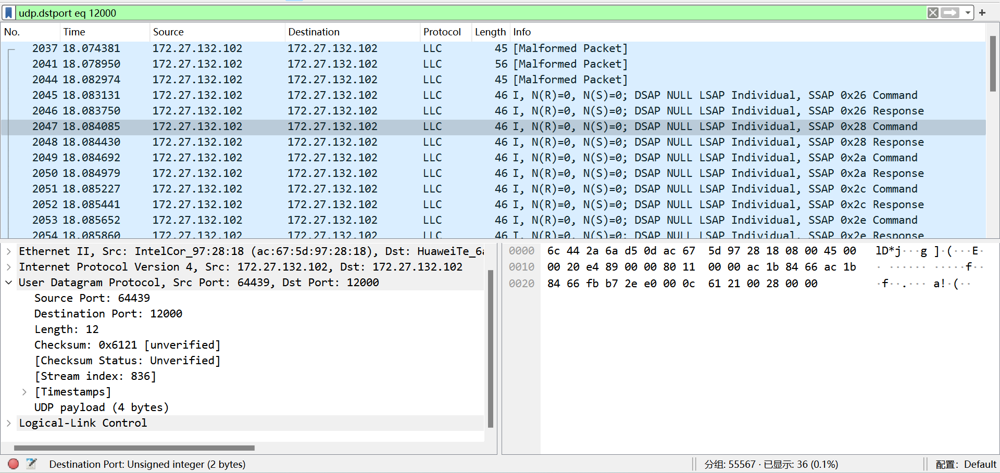 udp.dstport eq 12000
No. Time Source Destination Protocol Length Info
2037 18.074381 172.27.132.102 172.27.132.102 LLC 45 [Malformed Packet]
2041 18.078950 172.27.132.102 172.27.132.102 LLC 56 [Malformed Packet]
2044 18.082974 172.27.132.102 172.27.132.102 LLC 45 [Malformed Packet]
2045 18.083131 172.27.132.102 172.27.132.102 LLC 46 I, N(R)=0, N(S)=0; DSAP NULL LSAP Individual, SSAP 0x26 Command
2046 18.083750 172.27.132.102 172.27.132.102 LLC 46 I, N(R)=0, N(S)=0; DSAP NULL LSAP Individual, SSAP 0x26 Response
2047 18.084085 172.27.132.102 172.27.132.102 LLC 46 I, N(R)=0, N(S)=0; DSAP NULL LSAP Individual, SSAP 0x28 Command
2048 18.084430 172.27.132.102 172.27.132.102 LLC 46 I, N(R)=0, N(S)=0; DSAP NULL LSAP Individual, SSAP 0x28 Response
2049 18.084692 172.27.132.102 172.27.132.102 LLC 46 I, N(R)=0, N(S)=0; DSAP NULL LSAP Individual, SSAP 0x2a Command
2050 18.084979 172.27.132.102 172.27.132.102 LLC 46 I, N(R)=0, N(S)=0; DSAP NULL LSAP Individual, SSAP 0x2a Response
2051 18.085227 172.27.132.102 172.27.132.102 LLC 46 I, N(R)=0, N(S)=0; DSAP NULL LSAP Individual, SSAP 0x2c Command
2052 18.085441 172.27.132.102 172.27.132.102 LLC 46 I, N(R)=0, N(S)=0; DSAP NULL LSAP Individual, SSAP 0x2c Response
2053 18.085652 172.27.132.102 172.27.132.102 LLC 46 I, N(R)=0, N(S)=0; DSAP NULL LSAP Individual, SSAP 0x2e Command
2054 18.085860 172.27.132.102 172.27.132.102 LLC 46 I, N(R)=0, N(S)=0; DSAP NULL LSAP Individual, SSAP 0x2e Response
Ethernet II, Src: IntelCor_97:28:18 (ac:67:5d:97:28:18), Dst: HuaweiTe_6a
Internet Protocol Version 4, Src: 172.27.132.102, Dst: 172.27.132.102
User Datagram Protocol, Src Port: 64439, Dst Port: 12000
Source Port: 64439
Destination Port: 12000
Length: 12
Checksum: 0x6121 [unverified]
[Checksum Status: Unverified]
[Stream index: 836]
[Timestamps]
UDP payload (4 bytes)
Logical-Link Control
0000 6c 44 2a 6a d5 0d ac 67 5d 97 28 18 08 00 45 00 lD*j···g ]·(···E·
0010 00 20 e4 89 00 00 80 11 00 00 ac 1b 84 66 ac 1b · ······ ·····f··
0020 84 66 fb b7 2e e0 00 0c 61 21 00 28 00 00 ·f··.··· a!·(··
Destination Port: Unsigned integer (2 bytes)
分组: 55567 · 已显示: 36 (0.1%)
配置: Default